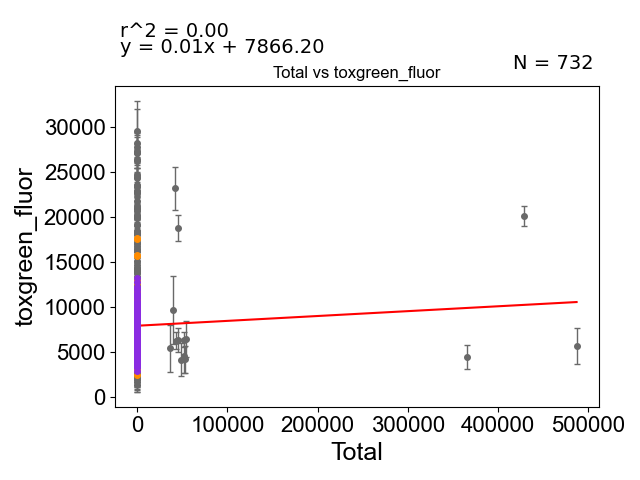 r^2 = 0.00
y = 0.01x + 7866.20
N = 732
Total vs toxgreen_fluor
30000
25000
20000
15000
10000
5000
0
toxgreen_fluor
0
100000
200000
300000
400000
500000
Total